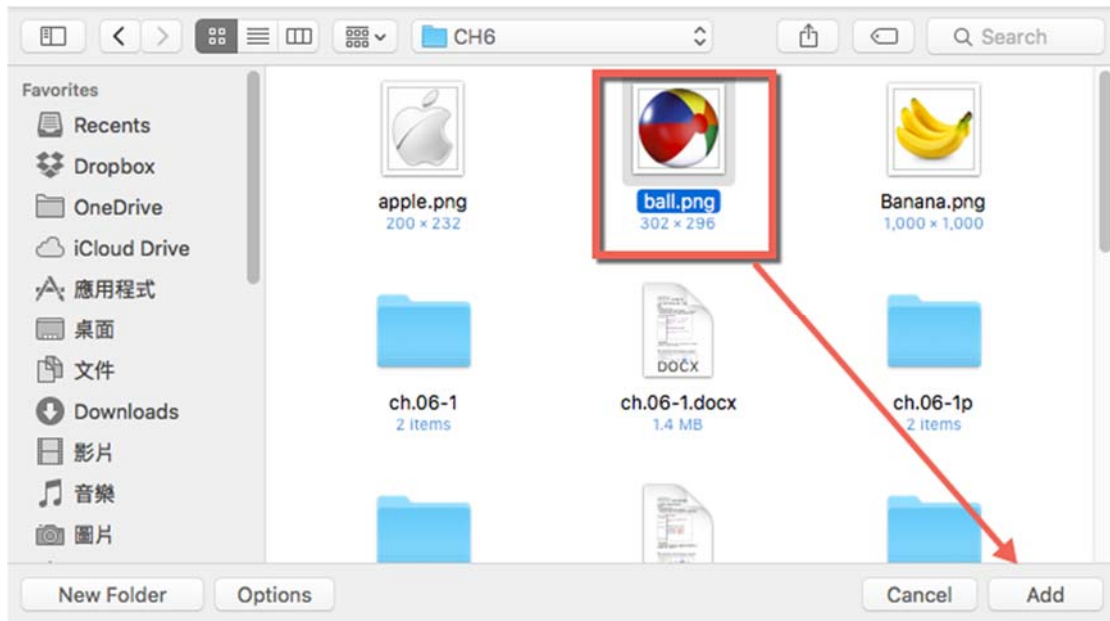 CH6
Search
Favorites
Recents
Dropbox
OneDrive
iCloud Drive
應用程式
桌面
文件
Downloads
影片
音樂
圖片
apple.png
200 × 232
ball.png
302 × 296
Banana.png
1,000 × 1,000
ch.06-1
2 items
DOCX
ch.06-1.docx
1.4 MB
ch.06-1p
2 items
New Folder
Options
Cancel
Add